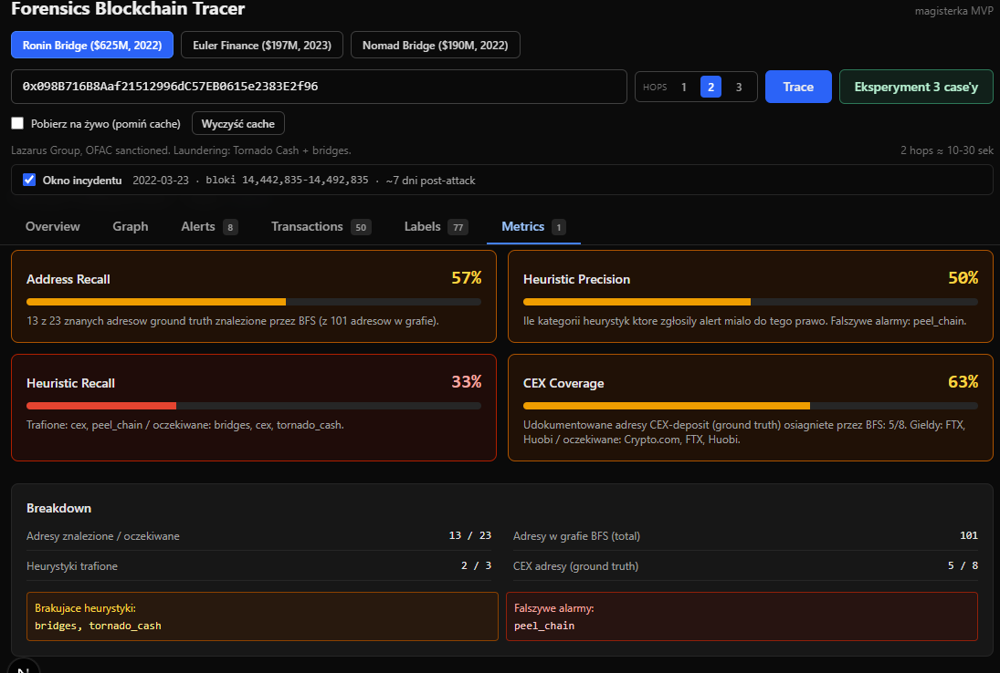 Forensics Blockchain Tracer
magisterka MVP
Ronin Bridge ($625M, 2022)
Euler Finance ($197M, 2023)
Nomad Bridge ($190M, 2022)
0x098B716B8Aaf21512996dC57EB0615e2383E2f96
HOPS 1 2 3
Trace
Eksperyment 3 case'y
Pobierz na żywo (pomiń cache)
Wyczyść cache
Lazarus Group, OFAC sanctioned. Laundering: Tornado Cash + bridges.
2 hops ≈ 10-30 sek
Okno incydentu 2022-03-23 · bloki 14,442,835-14,492,835 · ~7 dni post-attack
Overview
Graph
Alerts 8
Transactions 50
Labels 77
Metrics 1
Address Recall 57%
13 z 23 znanych adresow ground truth znalezione przez BFS (z 101 adresow w grafie).
Heuristic Precision 50%
Ile kategorii heurystyk ktore zgłosily alert mialo do tego prawo. Falszywe alarmy: peel_chain.
Heuristic Recall 33%
Trafione: cex, peel_chain / oczekiwane: bridges, cex, tornado_cash.
CEX Coverage 63%
Udokumentowane adresy CEX-deposit (ground truth) osiagniete przez BFS: 5/8. Gieldy: FTX,
Huobi / oczekiwane: Crypto.com, FTX, Huobi.
Breakdown
Adresy znalezione / oczekiwane 13 / 23
Adresy w grafie BFS (total) 101
Heurystyki trafione 2 / 3
CEX adresy (ground truth) 5 / 8
Brakujace heurystyki:
bridges, tornado_cash
Falszywe alarmy:
peel_chain